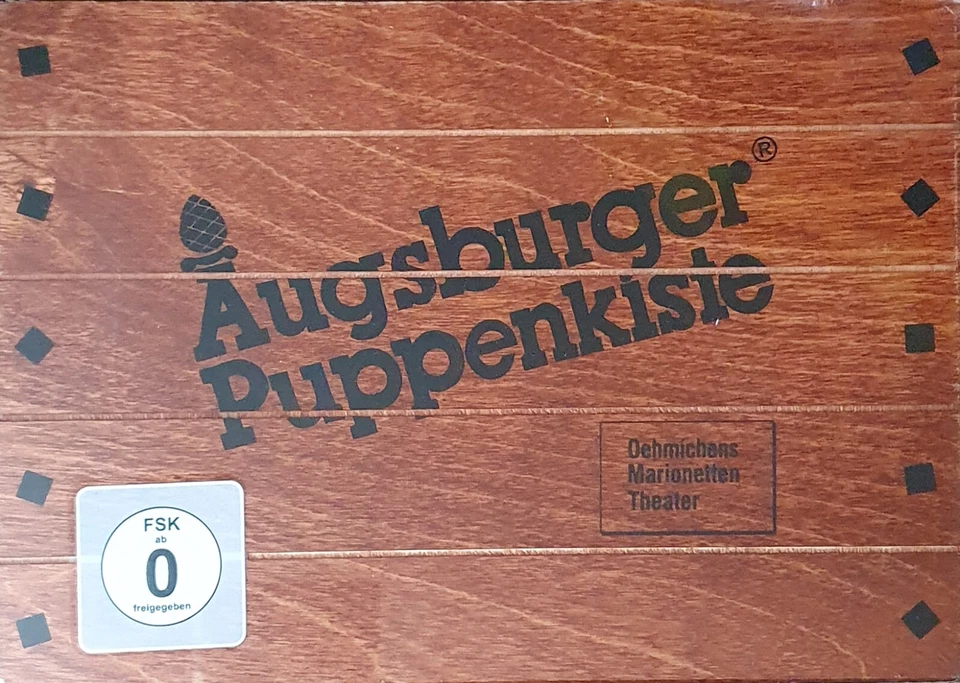 Augsburger ®
Puppenkiste
Oehmichens
Marionetten
Theater
FSK
ab
0
freigegeben